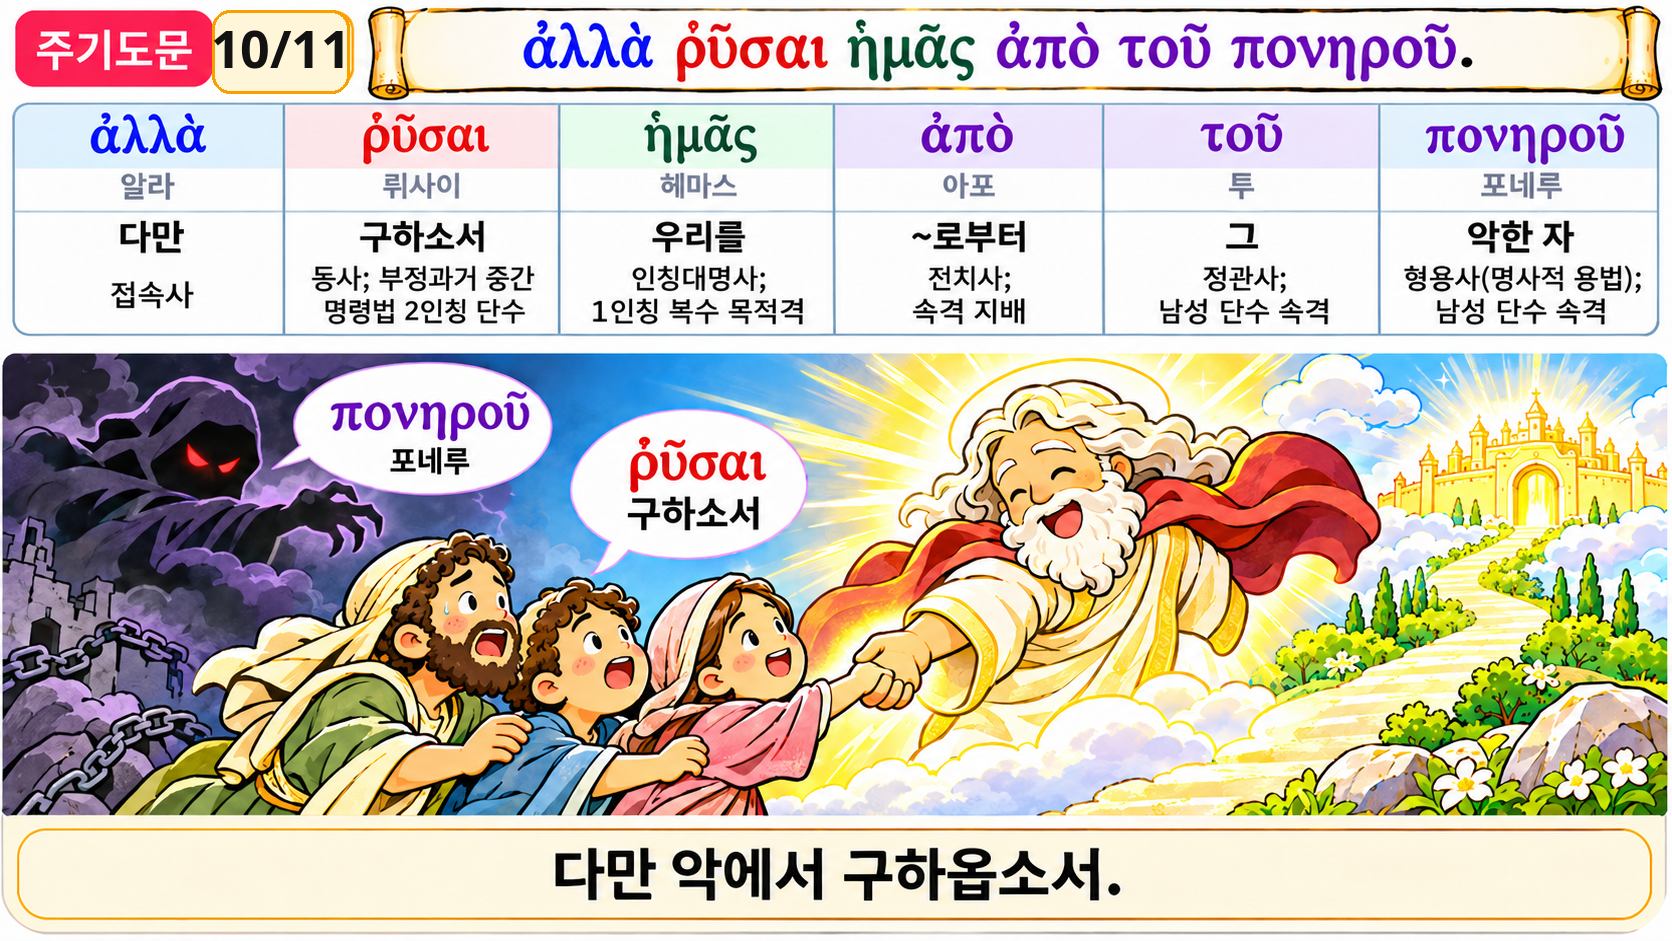 주기도문 10/11 ἀλλὰ ῥῦσαι ἡμᾶς ἀπὸ τοῦ πονηροῦ.
ἀλλὰ ῥῦσαι ἡμᾶς ἀπὸ τοῦ πονηροῦ
알라 뤼사이 헤마스 아포 투 포네루
다만 구하소서 우리를 ~로부터 그 악한 자
접속사
동사; 부정과거 중간
명령법 2인칭 단수
인칭대명사;
1인칭 복수 목적격
전치사;
속격 지배
정관사;
남성 단수 속격
형용사(명사적 용법);
남성 단수 속격
πονηροῦ
포네루
ῥῦσαι
구하소서
다만 악에서 구하옵소서.